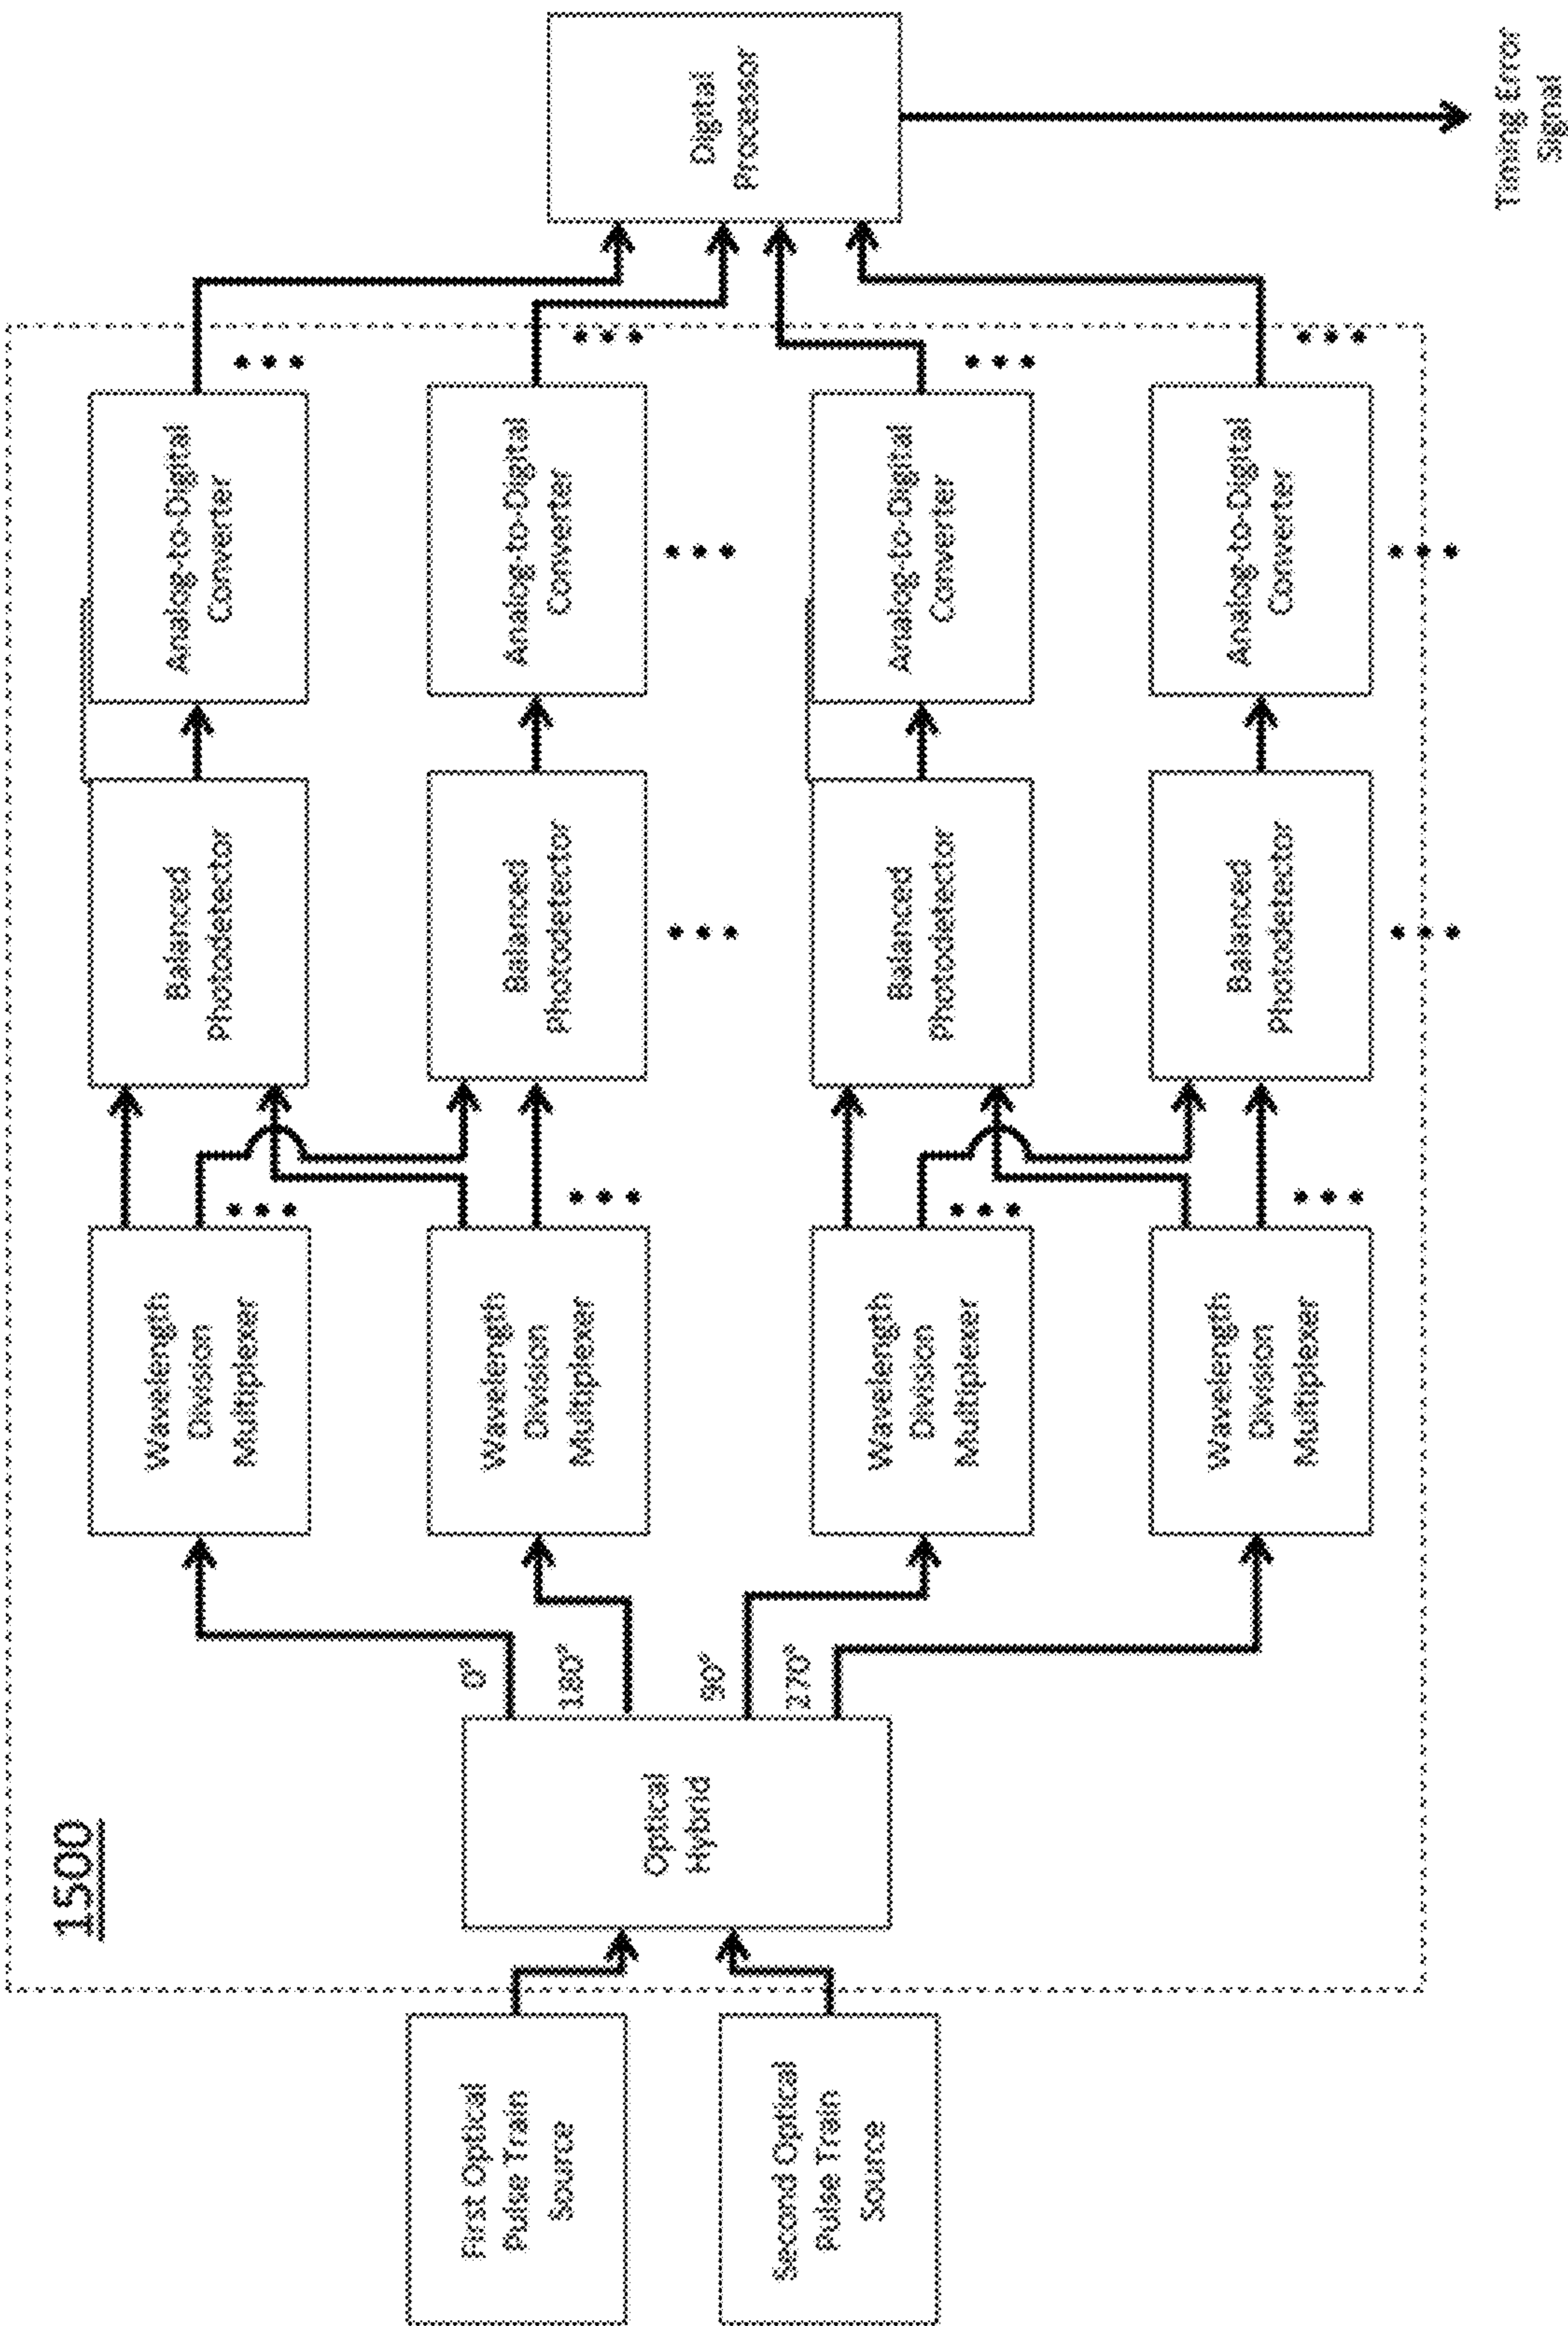 1500
First Optical
Pulse Train
Source
Second Optical
Pulse Train
Source
Optical
Hybrid
0°
180°
90°
270°
Wavelength
Division
Multiplexer
Wavelength
Division
Multiplexer
Wavelength
Division
Multiplexer
Wavelength
Division
Multiplexer
Balanced
Photodetector
Balanced
Photodetector
Balanced
Photodetector
Balanced
Photodetector
Analog-to-Digital
Converter
Analog-to-Digital
Converter
Analog-to-Digital
Converter
Analog-to-Digital
Converter
Digital
Processor
Timing Error
Signal